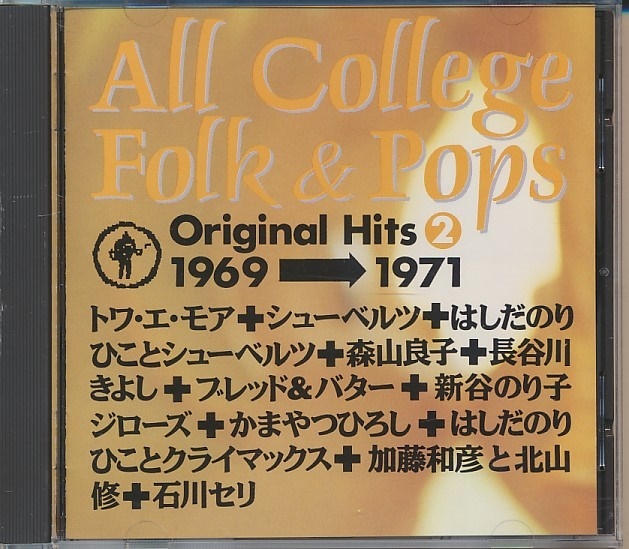 All College
Folk & Pops
Original Hits 2
1969 → 1971
トワ・エ・モア+シューベルツ+はしだのり
ひことシューベルツ+森山良子+長谷川
きよし+ブレッド&バター+新谷のり子
ジローズ+かまやつひろし+はしだのり
ひことクライマックス+加藤和彦と北山
修+石川セリ